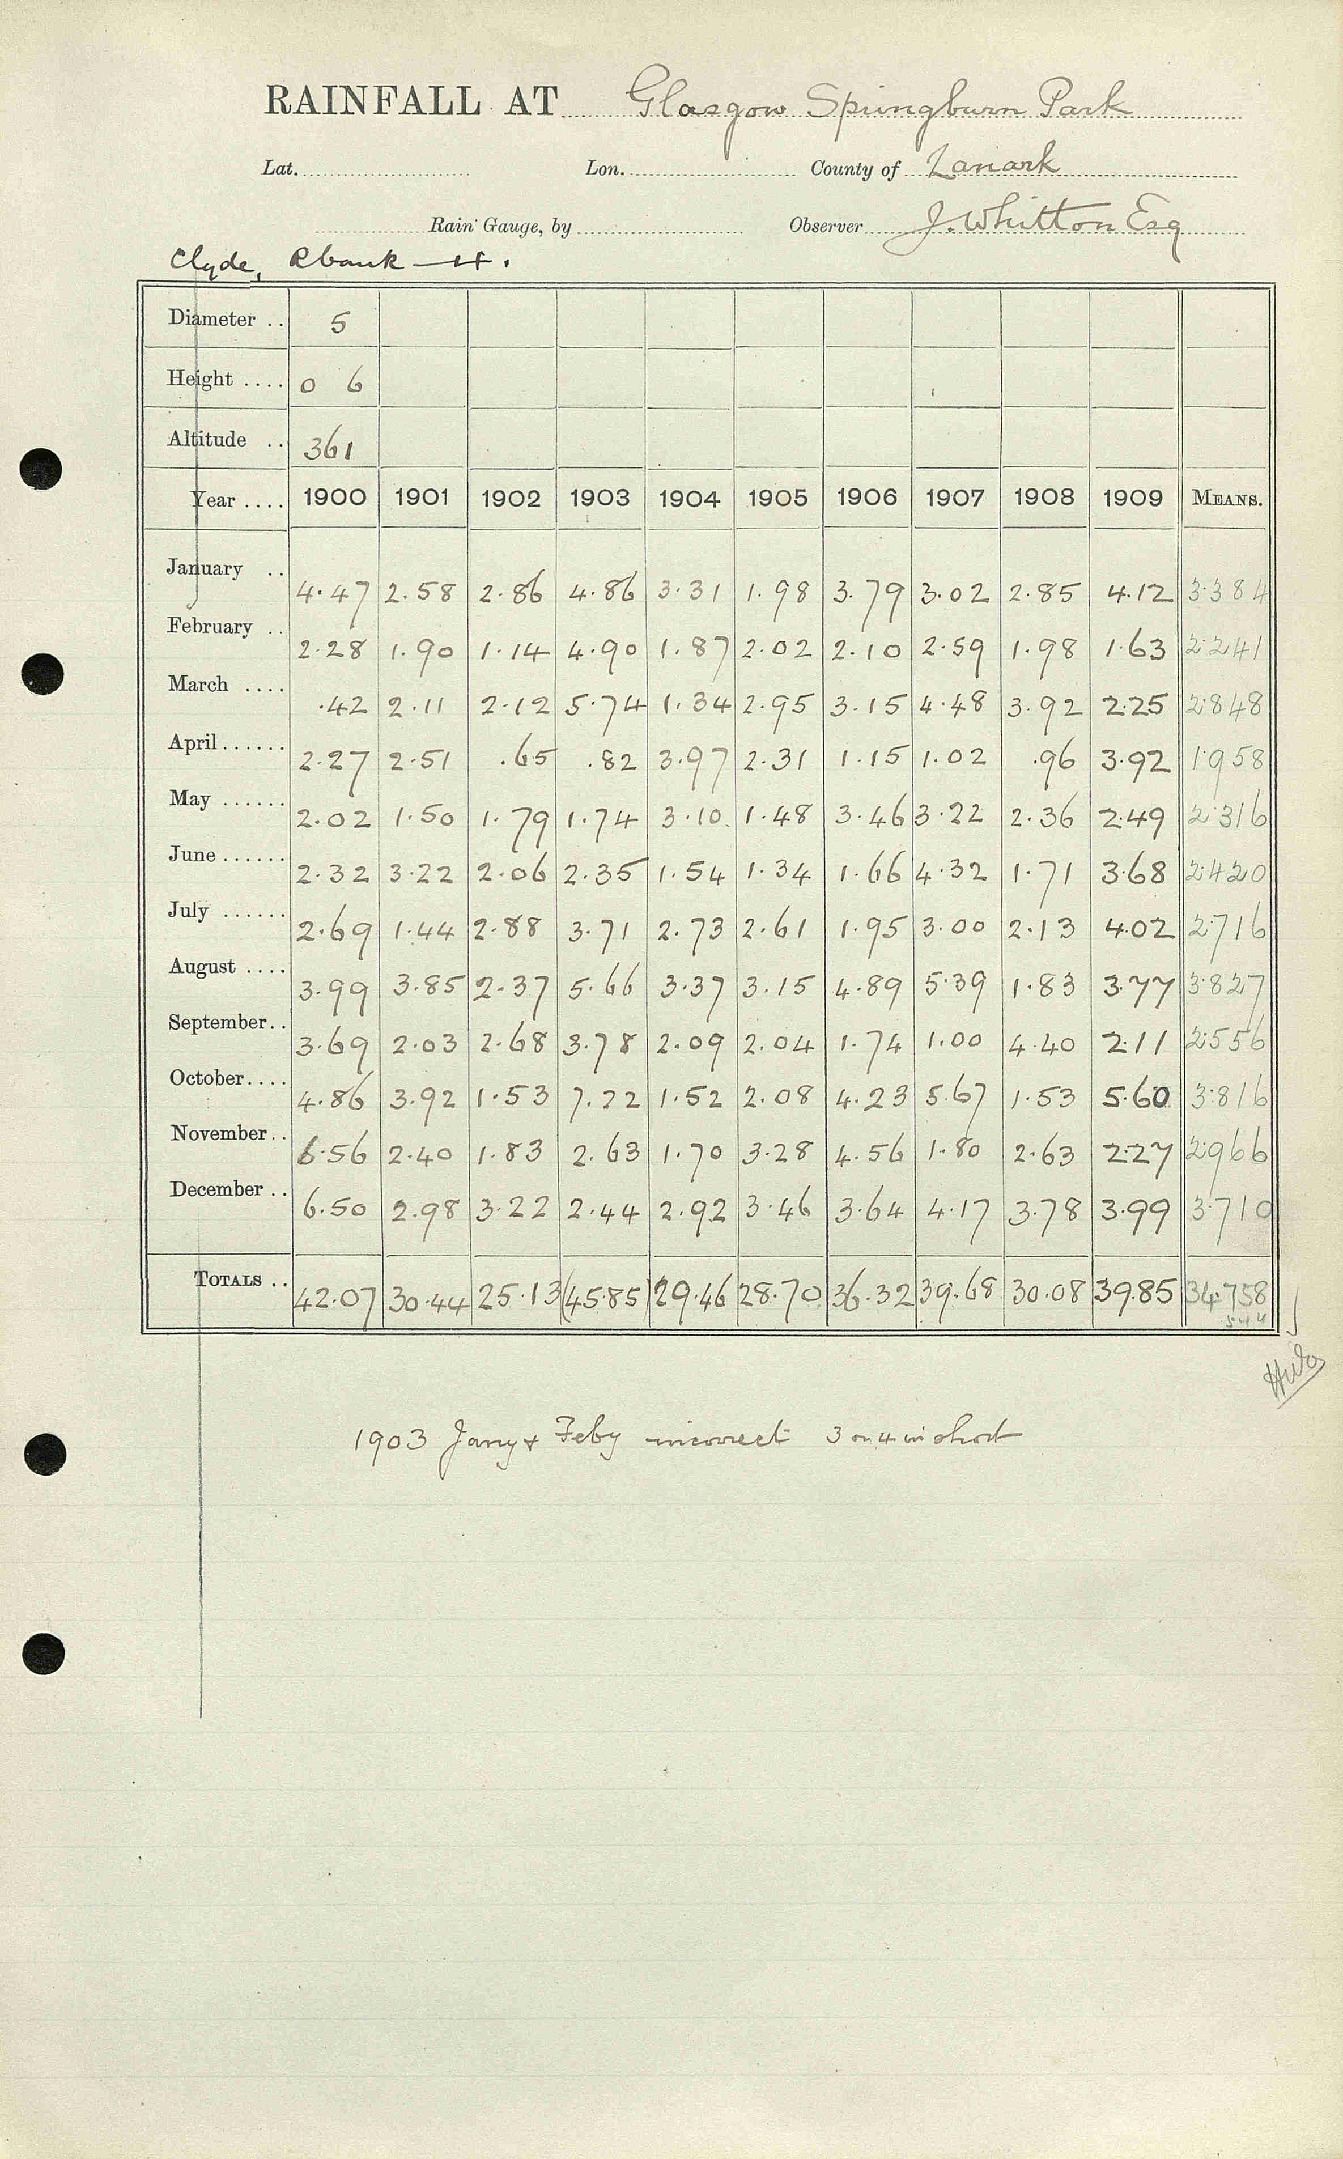 RAINFALL AT Glasgow Springburn Park
Lat. Lon. County of Lanark
Rain Gauge, by Observer J. Whitton Esq
Clyde, Rbank
Diameter .. 5
Height .... 0 6
Altitude .. 361
Year .... 1900 1901 1902 1903 1904 1905 1906 1907 1908 1909 MEANS.
January .. 4.47 2.58 2.86 4.86 3.31 1.98 3.79 3.02 2.85 4.12 3.384
February .. 2.28 1.90 1.14 4.90 1.87 2.02 2.10 2.59 1.98 1.63 2.241
March .... .42 2.11 2.12 5.74 1.34 2.95 3.15 4.48 3.92 2.25 2.848
April ...... 2.27 2.51 .65 .82 3.97 2.31 1.15 1.02 .96 3.92 1.958
May ...... 2.02 1.50 1.79 1.74 3.10 1.48 3.46 3.22 2.36 2.49 2.316
June ...... 2.32 3.22 2.06 2.35 1.54 1.34 1.66 4.32 1.71 3.68 2.420
July ...... 2.69 1.44 2.88 3.71 2.73 2.61 1.95 3.00 2.13 4.02 2.716
August .... 3.99 3.85 2.37 5.66 3.37 3.15 4.89 5.39 1.83 3.77 3.827
September .. 3.69 2.03 2.68 3.78 2.09 2.04 1.74 1.00 4.40 2.11 2.556
October .... 4.86 3.92 1.53 7.22 1.52 2.08 4.23 5.67 1.53 5.60 3.816
November .. 6.56 2.40 1.83 2.63 1.70 3.28 4.56 1.80 2.63 2.27 2.966
December .. 6.50 2.98 3.22 2.44 2.92 3.46 3.64 4.17 3.78 3.99 3.710
TOTALS .. 42.07 30.44 25.13 (45.85) 29.46 28.70 36.32 39.68 30.08 39.85 34.758
544
1903 Jany + Feby incorrect 3 or 4 in short